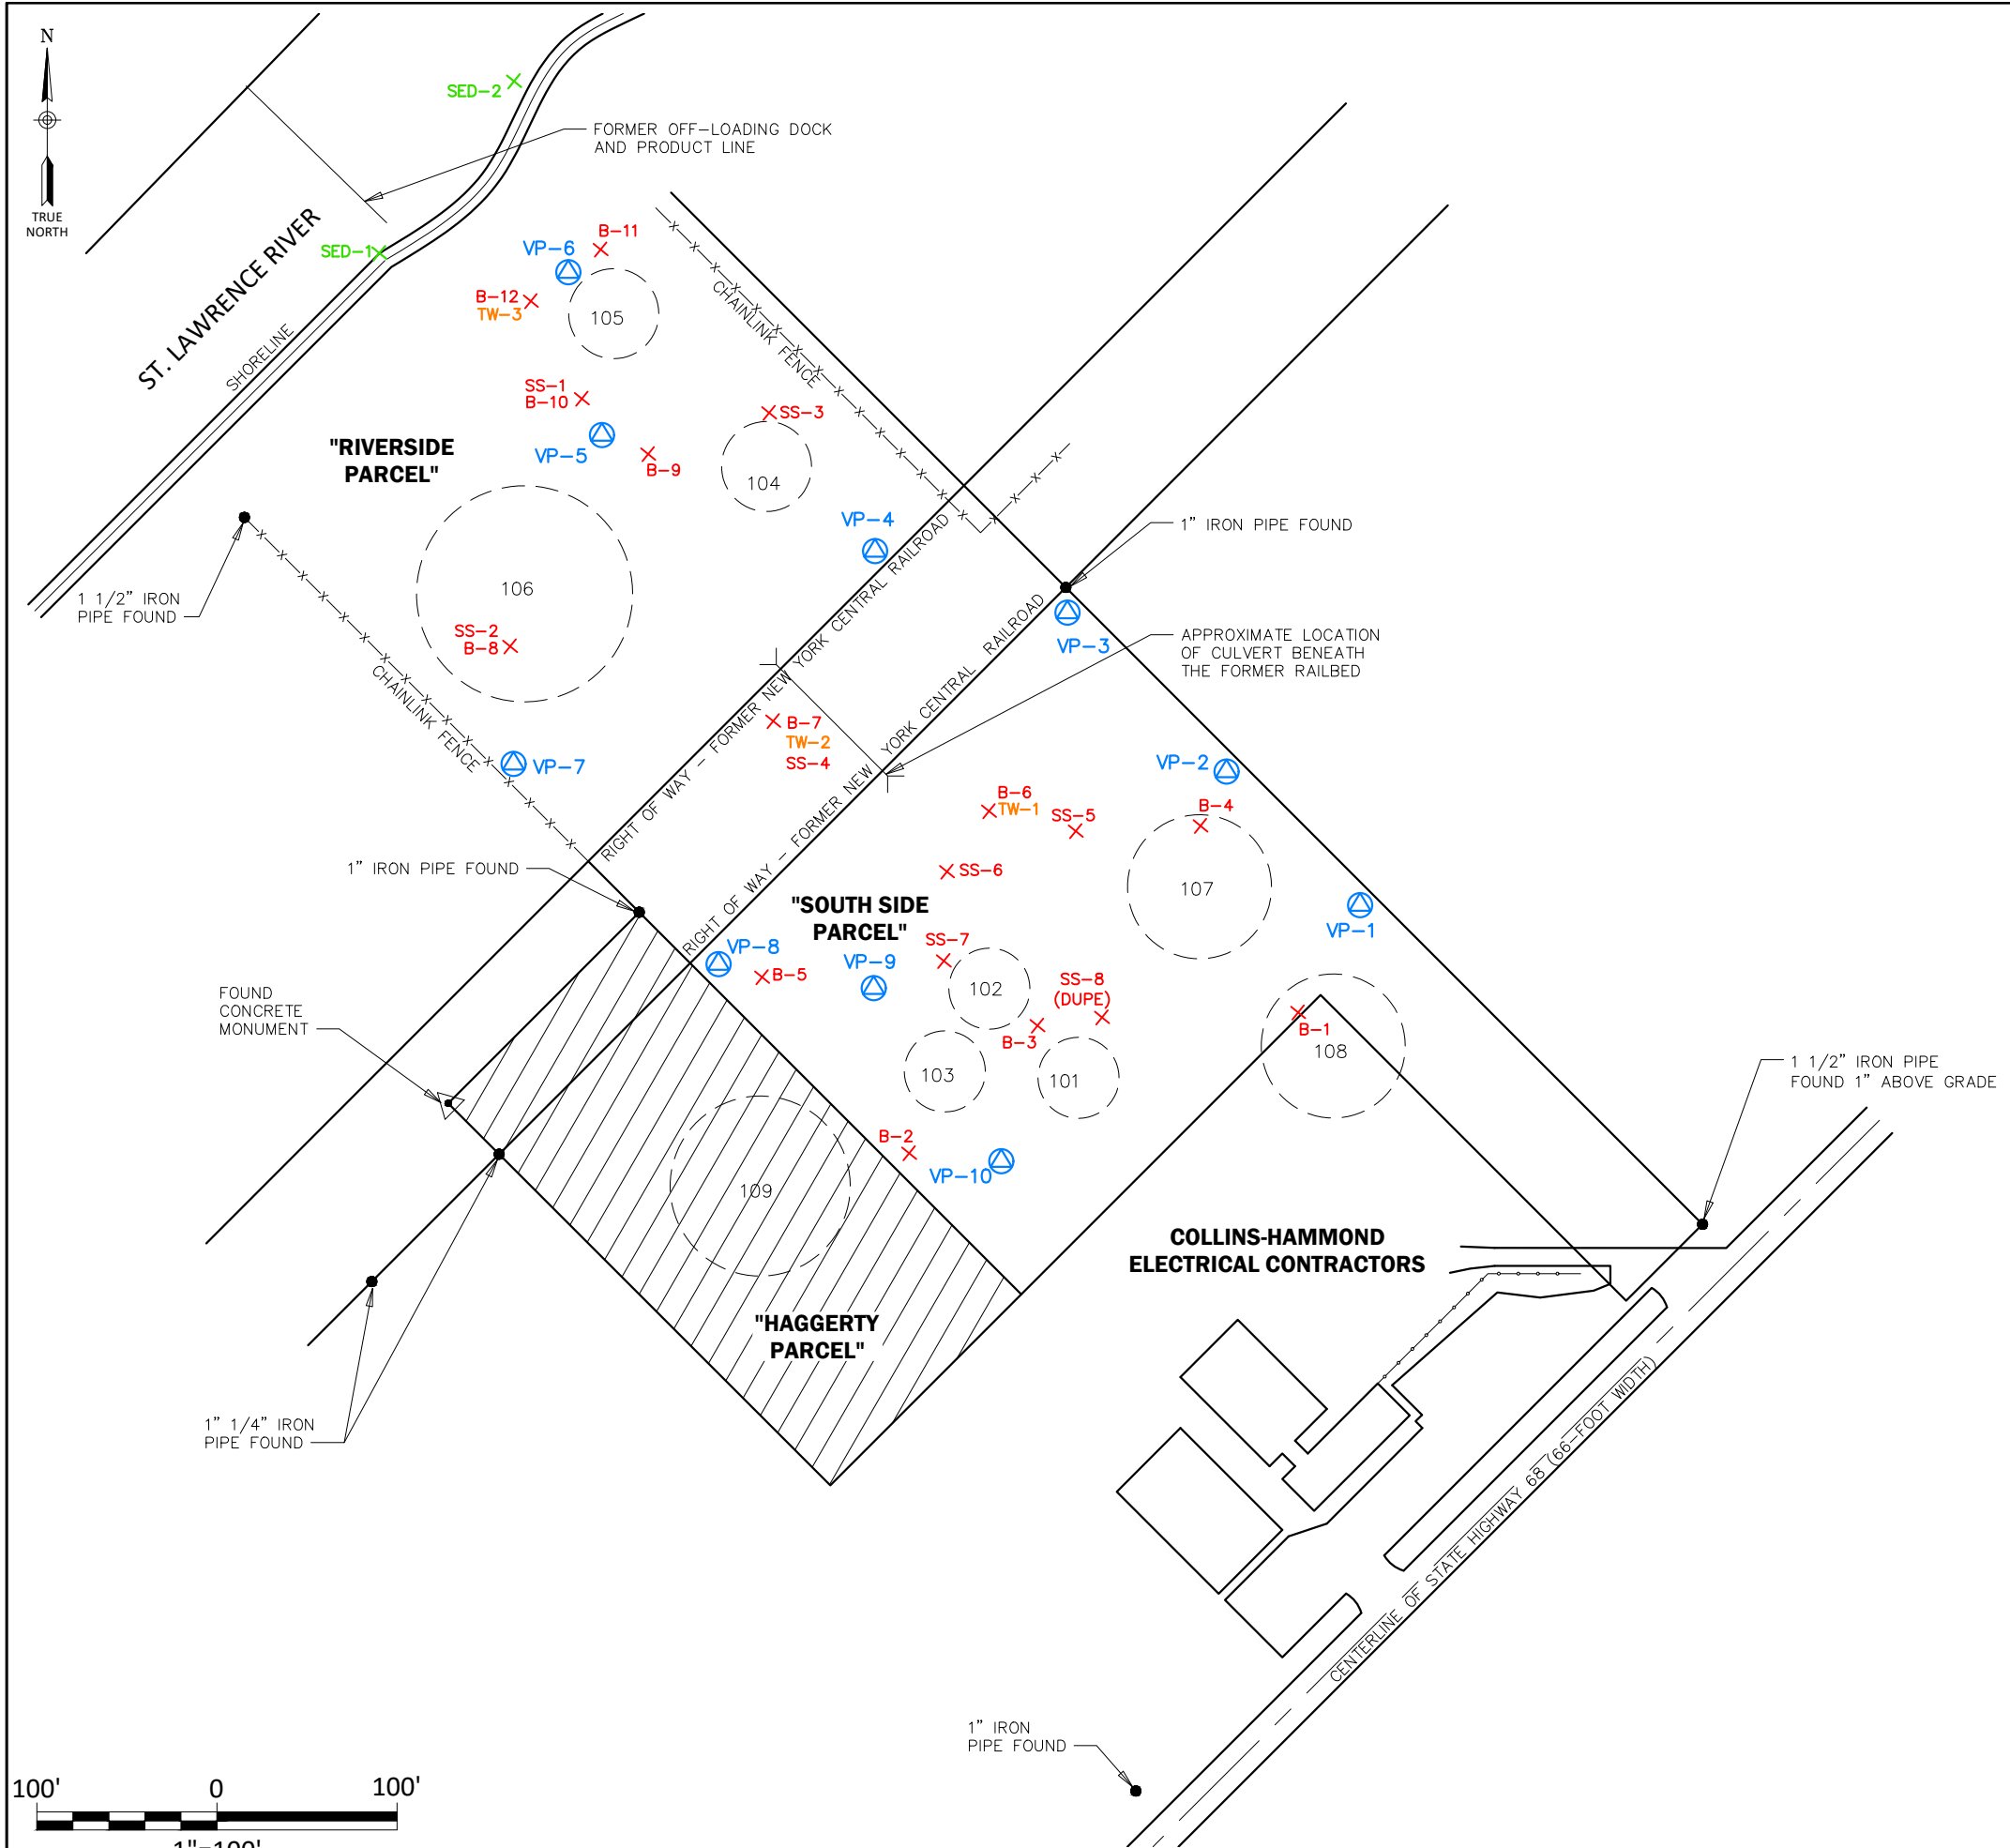 N
TRUE
NORTH
SED-2
FORMER OFF-LOADING DOCK
AND PRODUCT LINE
SED-1
ST. LAWRENCE RIVER
SHORELINE
B-11
VP-6
B-12
TW-3
105
CHAINLINK FENCE
SS-1
B-10
SS-3
VP-5
B-9
104
"RIVERSIDE
PARCEL"
VP-4
106
1" IRON PIPE FOUND
1 1/2" IRON
PIPE FOUND
SS-2
B-8
CHAINLINK FENCE
VP-3
APPROXIMATE LOCATION
OF CULVERT BENEATH
THE FORMER RAILBED
RIGHT OF WAY - FORMER NEW YORK CENTRAL RAILROAD
RIGHT OF WAY - FORMER NEW YORK CENTRAL RAILROAD
B-7
TW-2
SS-4
VP-7
VP-2
B-6
TW-1
SS-5
B-4
1" IRON PIPE FOUND
SS-6
107
"SOUTH SIDE
PARCEL"
VP-1
VP-8
B-5
SS-7
VP-9
102
SS-8
(DUPE)
FOUND
CONCRETE
MONUMENT
B-3
B-1
108
103
101
1 1/2" IRON PIPE
FOUND 1" ABOVE GRADE
B-2
VP-10
109
COLLINS-HAMMOND
ELECTRICAL CONTRACTORS
"HAGGERTY
PARCEL"
1" 1/4" IRON
PIPE FOUND
CENTERLINE OF STATE HIGHWAY 68 (66-FOOT WIDTH)
1" IRON
PIPE FOUND
100' 0 100'
1"=100'